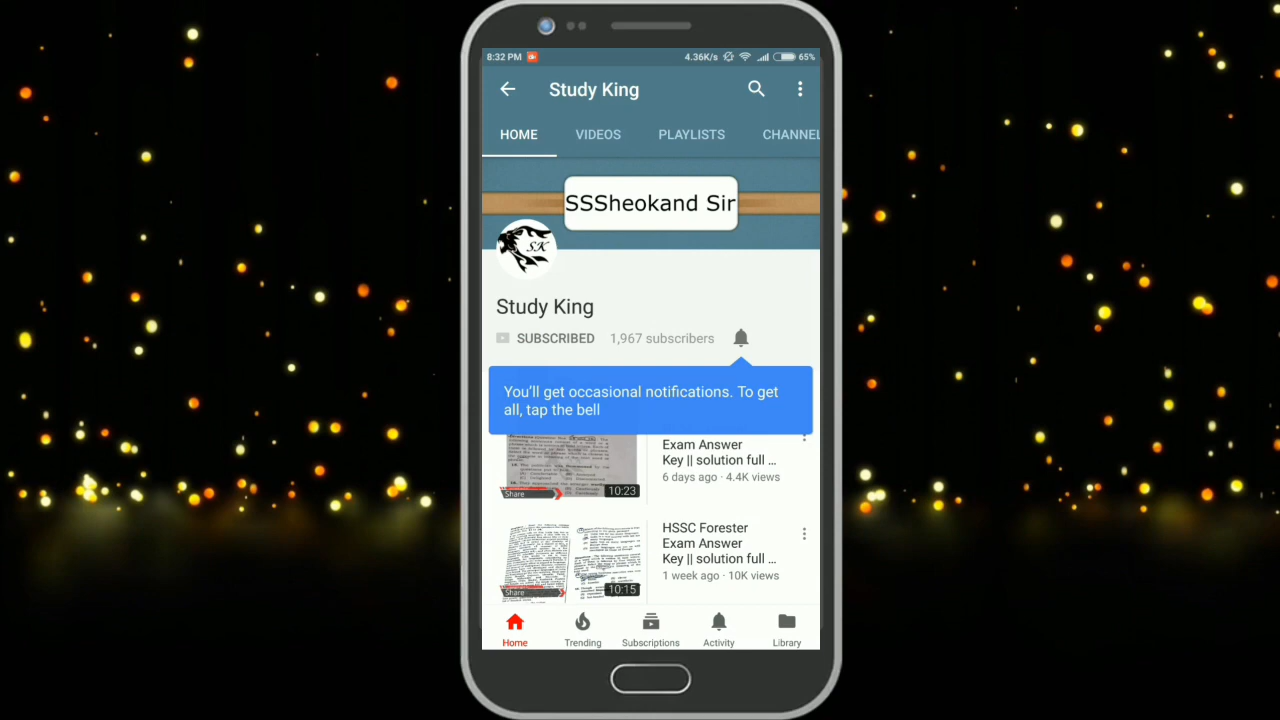 8:32 PM
4.36K/s
65%
Study King
HOME
VIDEOS
PLAYLISTS
CHANNEL
SSSheokand Sir
SK
Study King
SUBSCRIBED
1,967 subscribers
You'll get occasional notifications. To get
all, tap the bell
Exam Answer
Key || solution full ...
6 days ago · 4.4K views
Share
10:23
HSSC Forester
Exam Answer
Key || solution full ...
1 week ago · 10K views
Share
10:15
Home
Trending
Subscriptions
Activity
Library